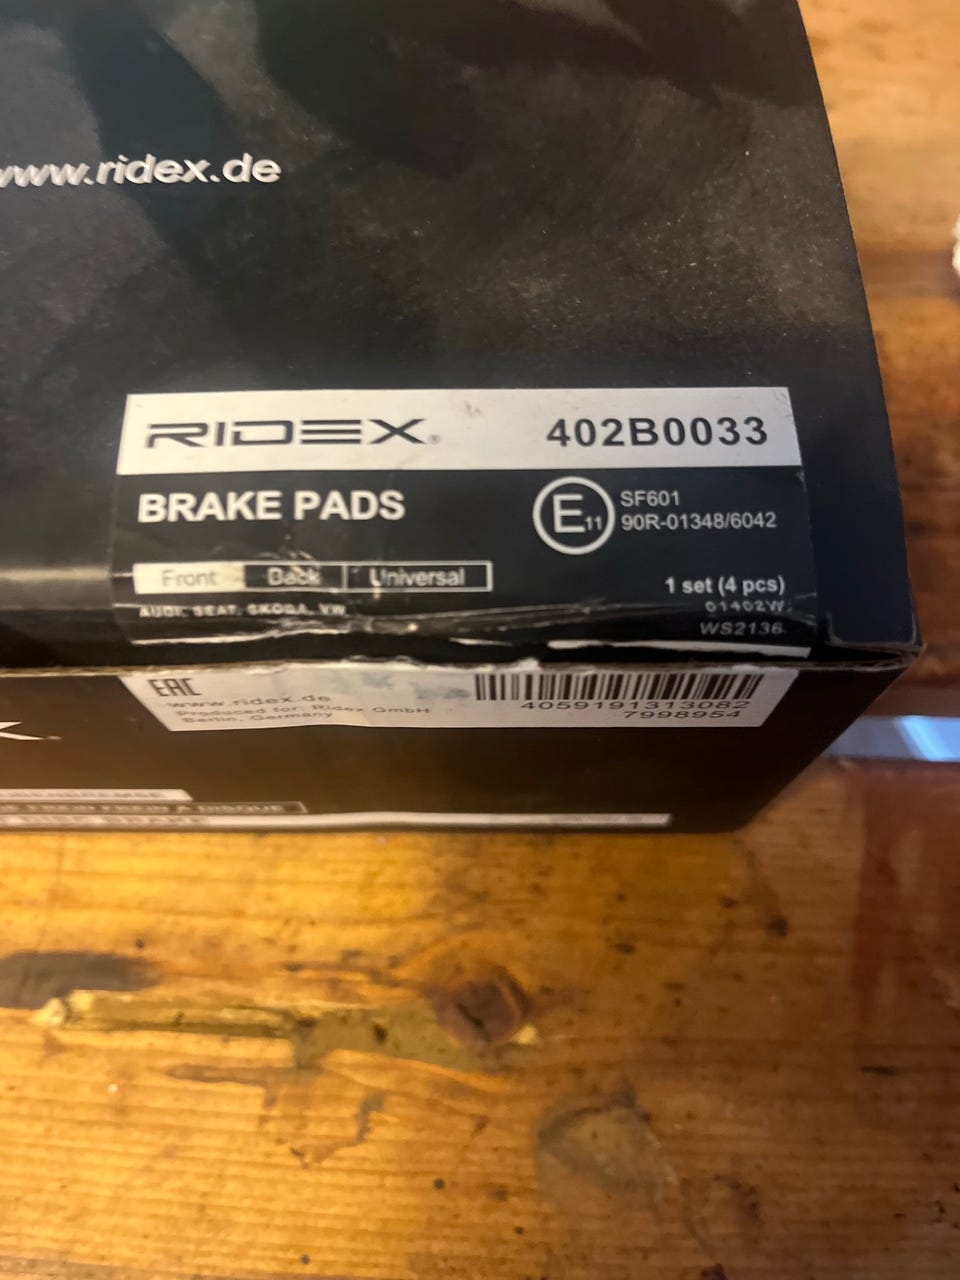 www.ridex.de
RIDEX® 402B0033
BRAKE PADS
E11 SF601
90R-01348/6042
Front Back Universal
1 set (4 pcs)
AUDI, SEAT, SKODA, VW
01402W
WS2136
EAC
www.ridex.de
Produced for: Ridex GmbH
Berlin, Germany
4059191313082
7998954
X.